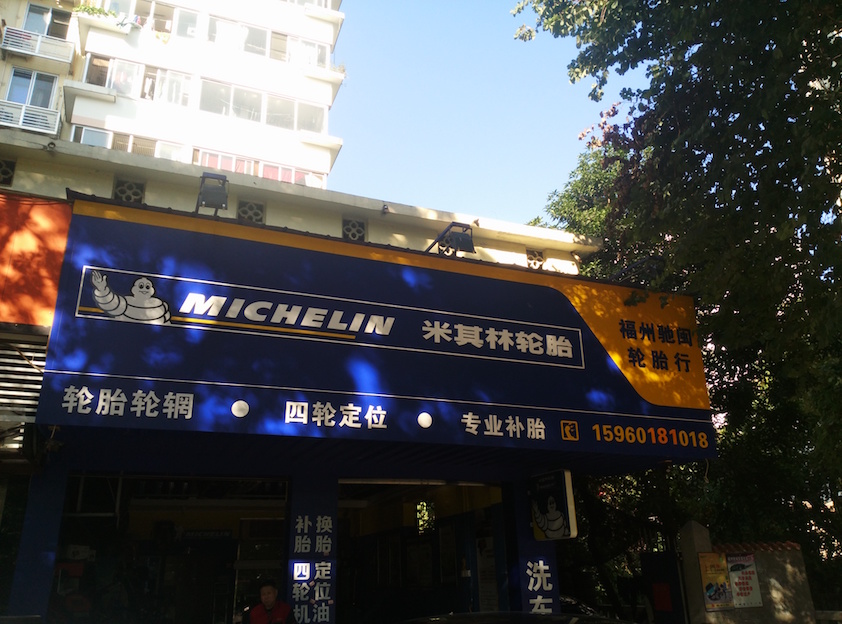 MICHELIN 米其林轮胎
福州驰闽
轮胎行
轮胎轮辋 ● 四轮定位 ● 专业补胎 15960181018
换胎 定位
补胎 四轮 机油
洗车